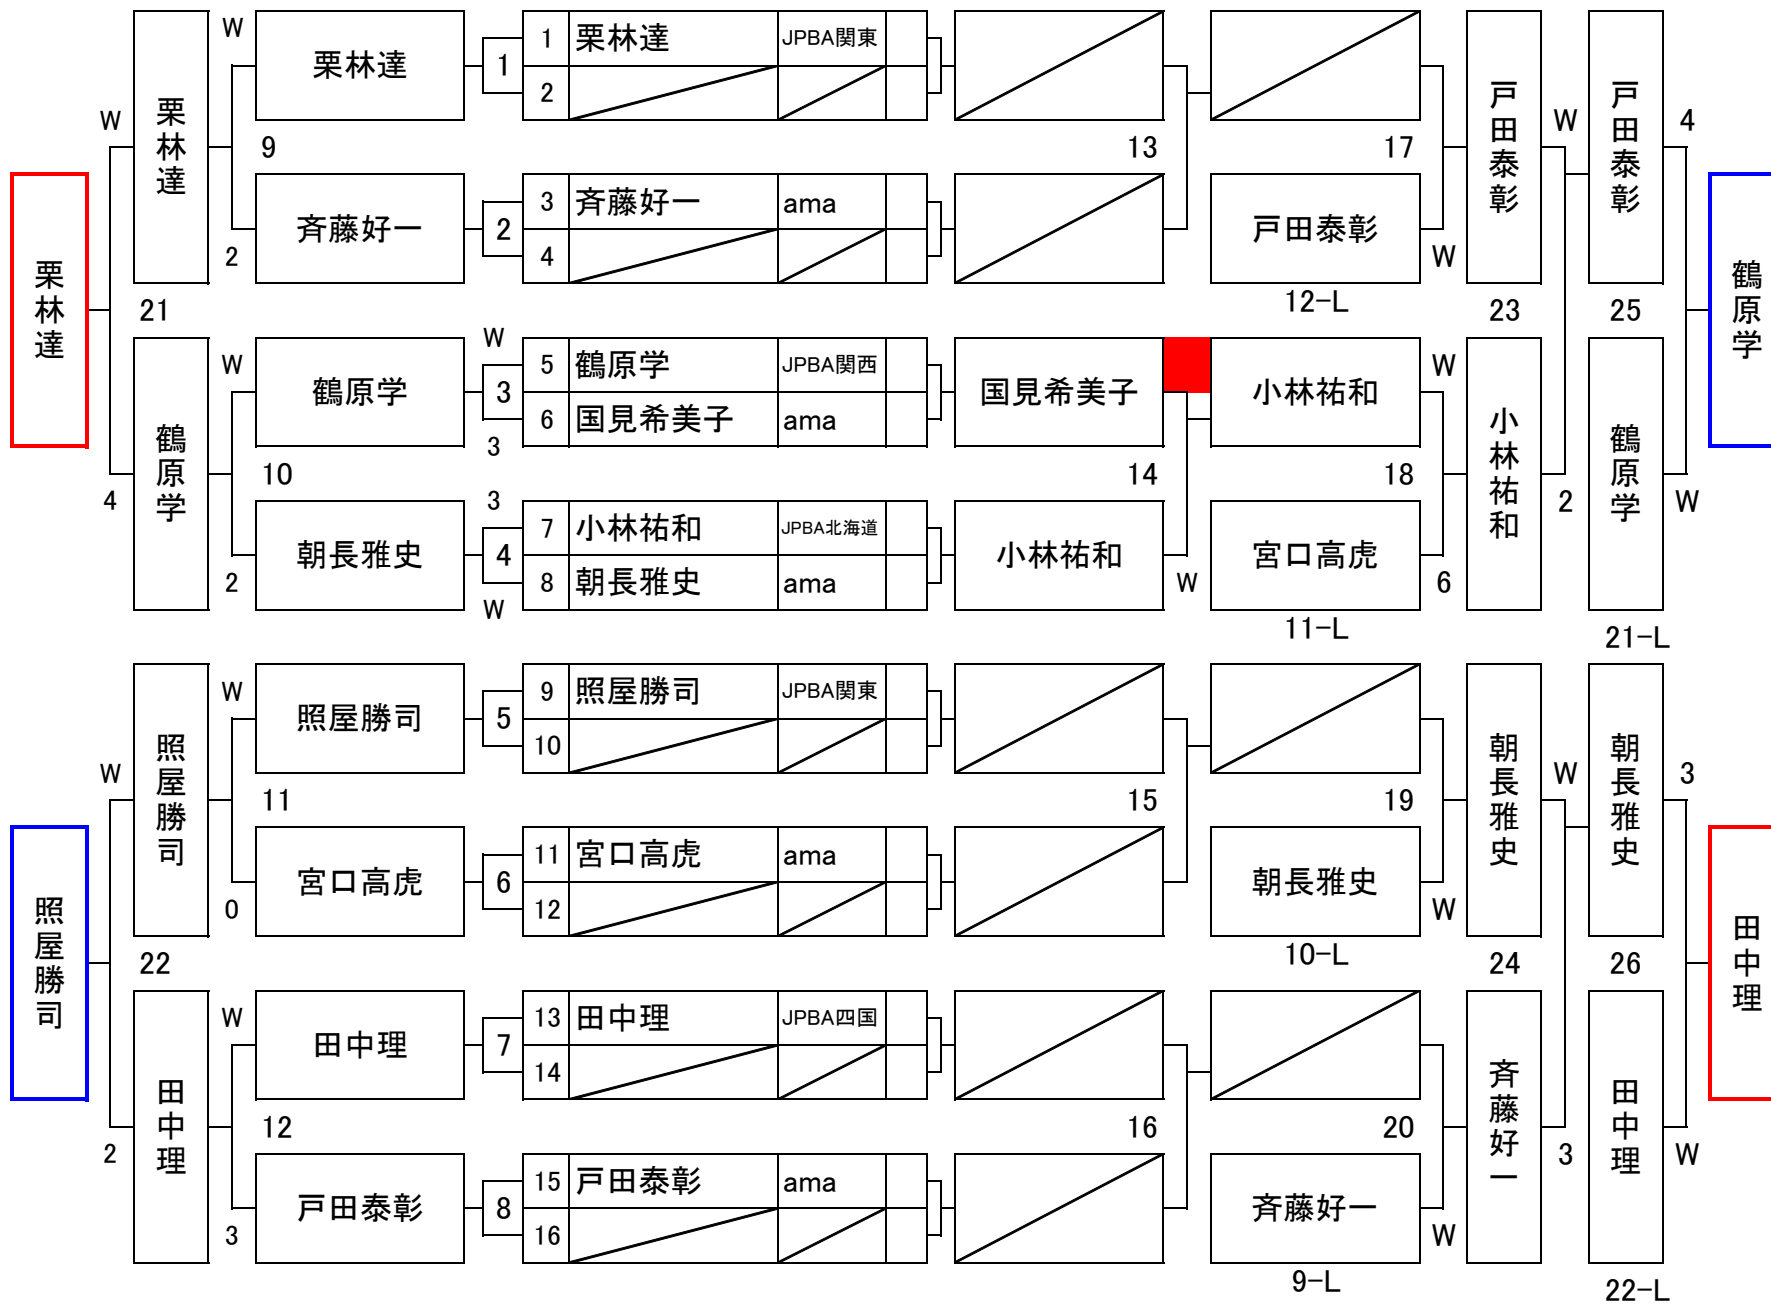 W
栗林達
1
1 栗林達 JPBA関東
2
W
栗林達
9
13
17
戸田泰彰
W
戸田泰彰
4
2
斉藤好一
2
3 斉藤好一 ama
4
戸田泰彰
W
栗林達
21
12-L
23
25
鶴原学
W
鶴原学
W
3
3
5 鶴原学 JPBA関西
6 国見希美子 ama
国見希美子
小林祐和
W
4
鶴原学
10
14
18
小林祐和
2
鶴原学
W
2
朝長雅史
3
4
W
7 小林祐和 JPBA北海道
8 朝長雅史 ama
小林祐和
W
宮口高虎
6
11-L
21-L
W
照屋勝司
5
9 照屋勝司 JPBA関東
10
W
照屋勝司
11
15
19
朝長雅史
W
朝長雅史
3
0
宮口高虎
6
11 宮口高虎 ama
12
朝長雅史
W
照屋勝司
22
10-L
24
26
田中理
W
田中理
7
13 田中理 JPBA四国
14
2
田中理
12
16
20
斉藤好一
3
田中理
W
3
戸田泰彰
8
15 戸田泰彰 ama
16
斉藤好一
W
9-L
22-L